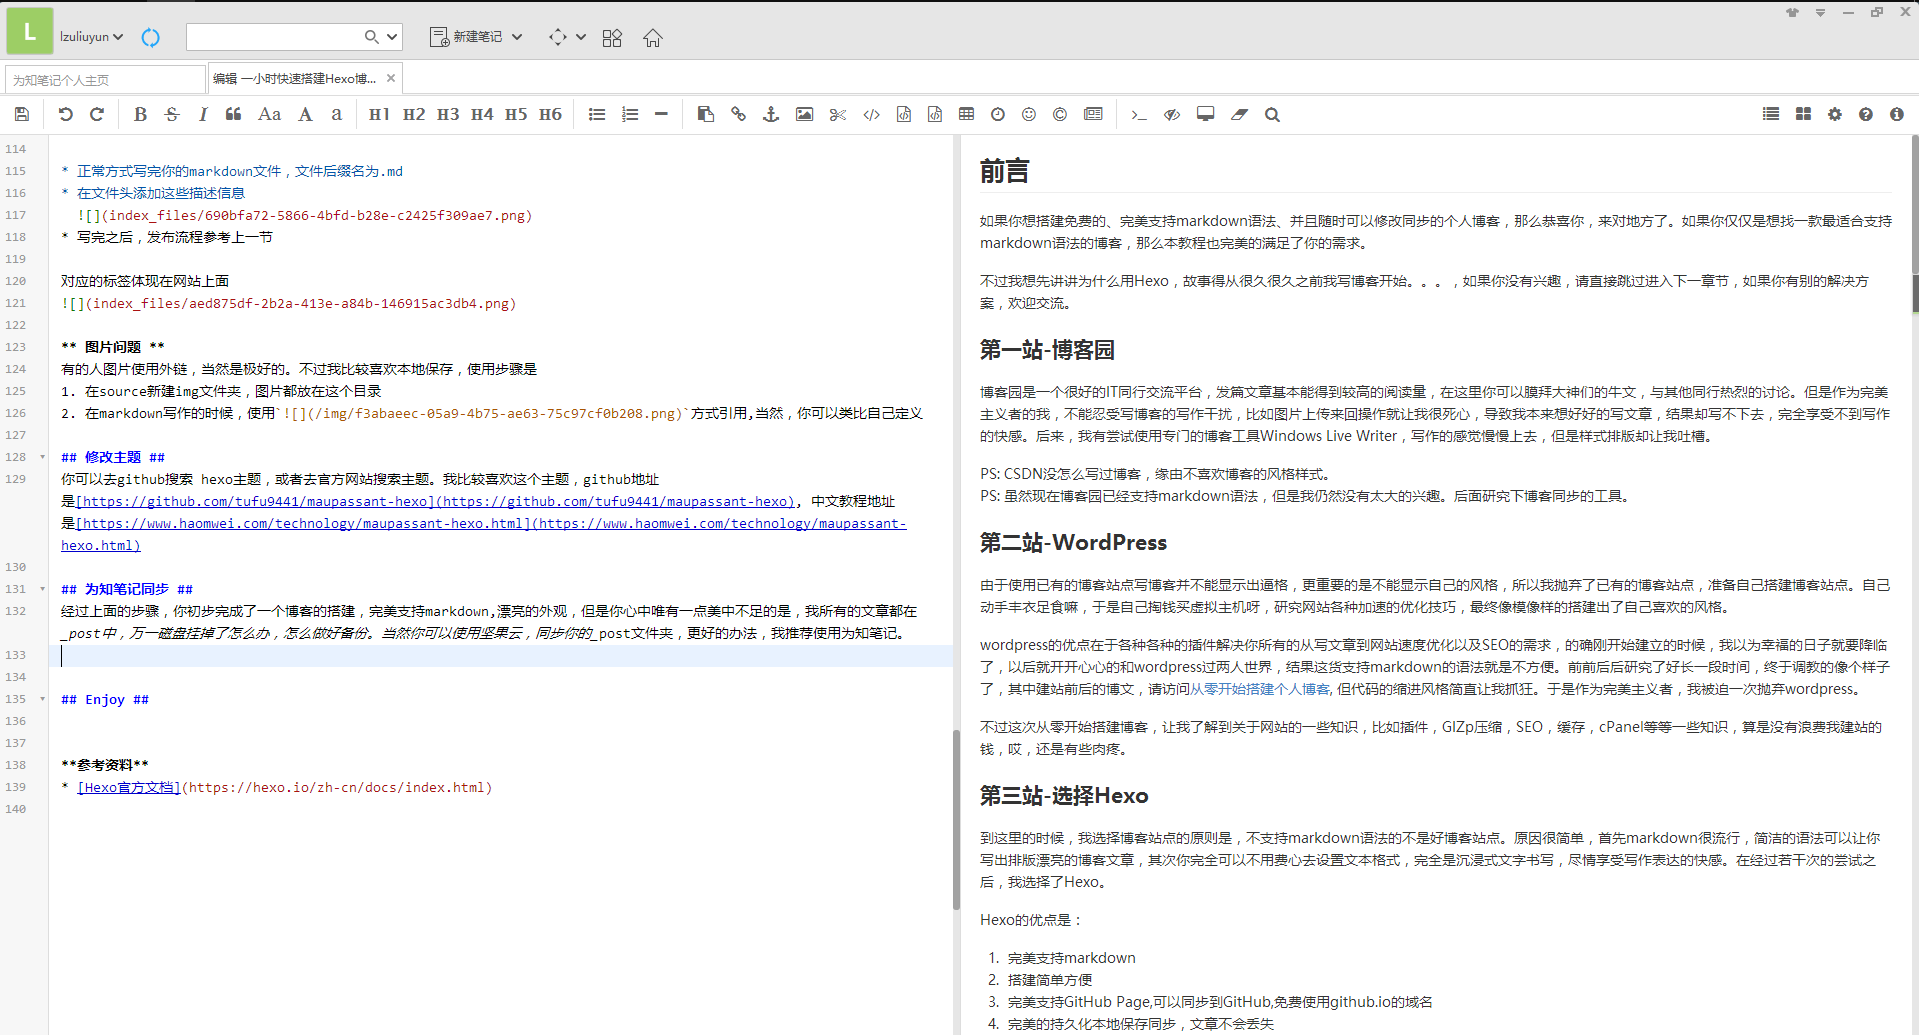 L
lzuliuyun
新建笔记
为知笔记个人主页
编辑 一小时快速搭建Hexo博...
B S I Aa A a H1 H2 H3 H4 H5 H6
114
115 * 正常方式写完你的markdown文件，文件后缀名为.md
116 * 在文件头添加这些描述信息
117 ![](index_files/690bfa72-5866-4bfd-b28e-c2425f309ae7.png)
118 * 写完之后，发布流程参考上一节
119
120 对应的标签体现在网站上面
121 ![](index_files/aed875df-2b2a-413e-a84b-146915ac3db4.png)
122
123 ** 图片问题 **
124 有的人图片使用外链，当然是极好的。不过我比较喜欢本地保存，使用步骤是
125 1. 在source新建img文件夹，图片都放在这个目录
126 2. 在markdown写作的时候，使用`![](/img/f3abaeec-05a9-4b75-ae63-75c97cf0b208.png)`方式引用,当然，你可以类比自己定义
127
128 ## 修改主题 ##
129 你可以去github搜索 hexo主题，或者去官方网站搜索主题。我比较喜欢这个主题，github地址
是[https://github.com/tufu9441/maupassant-hexo](https://github.com/tufu9441/maupassant-hexo), 中文教程地址
是[https://www.haomwei.com/technology/maupassant-hexo.html](https://www.haomwei.com/technology/maupassant-
hexo.html)
130
131 ## 为知笔记同步 ##
132 经过上面的步骤，你初步完成了一个博客的搭建，完美支持markdown,漂亮的外观，但是你心中唯有一点美中不足的是，我所有的文章都在
_post中，万一磁盘挂掉了怎么办，怎么做好备份。当然你可以使用坚果云，同步你的_post文件夹，更好的办法，我推荐使用为知笔记。
133
134
135 ## Enjoy ##
136
137
138 **参考资料**
139 * [Hexo官方文档](https://hexo.io/zh-cn/docs/index.html)
140
前言
如果你想搭建免费的、完美支持markdown语法、并且随时可以修改同步的个人博客，那么恭喜你，来对地方了。如果你仅仅是想找一款最适合支持
markdown语法的博客，那么本教程也完美的满足了你的需求。
不过我想先讲讲为什么用Hexo，故事得从很久很久之前我写博客开始。。。，如果你没有兴趣，请直接跳过进入下一章节，如果你有别的解决方
案，欢迎交流。
第一站-博客园
博客园是一个很好的IT同行交流平台，发篇文章基本能得到较高的阅读量，在这里你可以膜拜大神们的牛文，与其他同行热烈的讨论。但是作为完美
主义者的我，不能忍受写博客的写作干扰，比如图片上传来回操作就让我很死心，导致我本来想好好的写文章，结果却写不下去，完全享受不到写作
的快感。后来，我有尝试使用专门的博客工具Windows Live Writer，写作的感觉慢慢上去，但是样式排版却让我吐槽。
PS: CSDN没怎么写过博客，缘由不喜欢博客的风格样式。
PS: 虽然现在博客园已经支持markdown语法，但是我仍然没有太大的兴趣。后面研究下博客同步的工具。
第二站-WordPress
由于使用已有的博客站点写博客并不能显示出逼格，更重要的是不能显示自己的风格，所以我抛弃了已有的博客站点，准备自己搭建博客站点。自己
动手丰衣足食嘛，于是自己掏钱买虚拟主机呀，研究网站各种加速的优化技巧，最终像模像样的搭建出了自己喜欢的风格。
wordpress的优点在于各种各种的插件解决你所有的从写文章到网站速度优化以及SEO的需求，的确刚开始建立的时候，我以为幸福的日子就要降临
了，以后就开开心心的和wordpress过两人世界，结果这货支持markdown的语法就是不方便。前前后后研究了好长一段时间，终于调教的像个样子
了，其中建站前后的博文，请访问从零开始搭建个人博客, 但代码的缩进风格简直让我抓狂。于是作为完美主义者，我被迫一次抛弃wordpress。
不过这次从零开始搭建博客，让我了解到关于网站的一些知识，比如插件，GIZp压缩，SEO，缓存，cPanel等等一些知识，算是没有浪费我建站的
钱，哎，还是有些肉疼。
第三站-选择Hexo
到这里的时候，我选择博客站点的原则是，不支持markdown语法的不是好博客站点。原因很简单，首先markdown很流行，简洁的语法可以让你
写出排版漂亮的博客文章，其次你完全可以不用费心去设置文本格式，完全是沉浸式文字书写，尽情享受写作表达的快感。在经过若干次的尝试之
后，我选择了Hexo。
Hexo的优点是：
1. 完美支持markdown
2. 搭建简单方便
3. 完美支持GitHub Page,可以同步到GitHub,免费使用github.io的域名
4. 完美的持久化本地保存同步，文章不会丢失